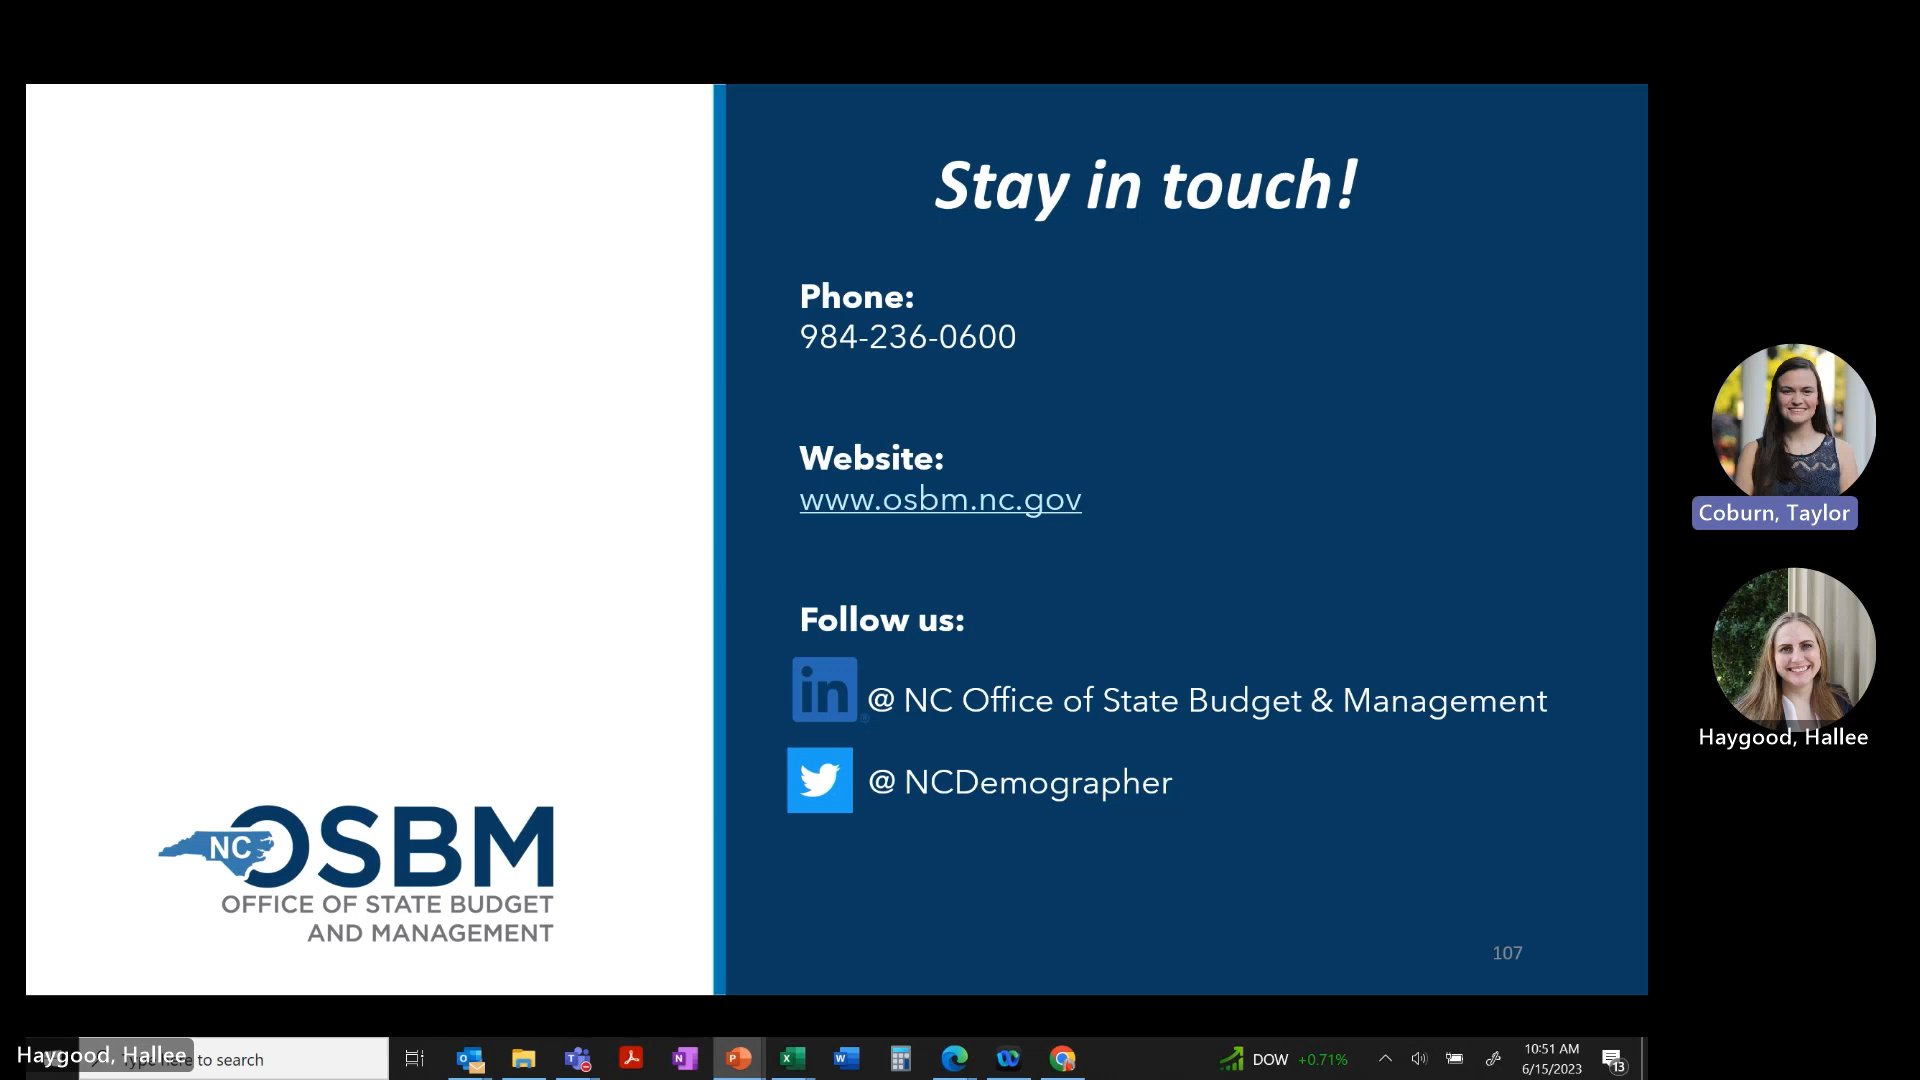 Stay in touch!
Phone:
984-236-0600
Website:
www.osbm.nc.gov
Follow us:
in @ NC Office of State Budget & Management
@ NCDemographer
NC OSBM
OFFICE OF STATE BUDGET
AND MANAGEMENT
107
Coburn, Taylor
Haygood, Hallee
Haygood, Hallee
to search
DOW +0.71%
10:51 AM
6/15/2023
13